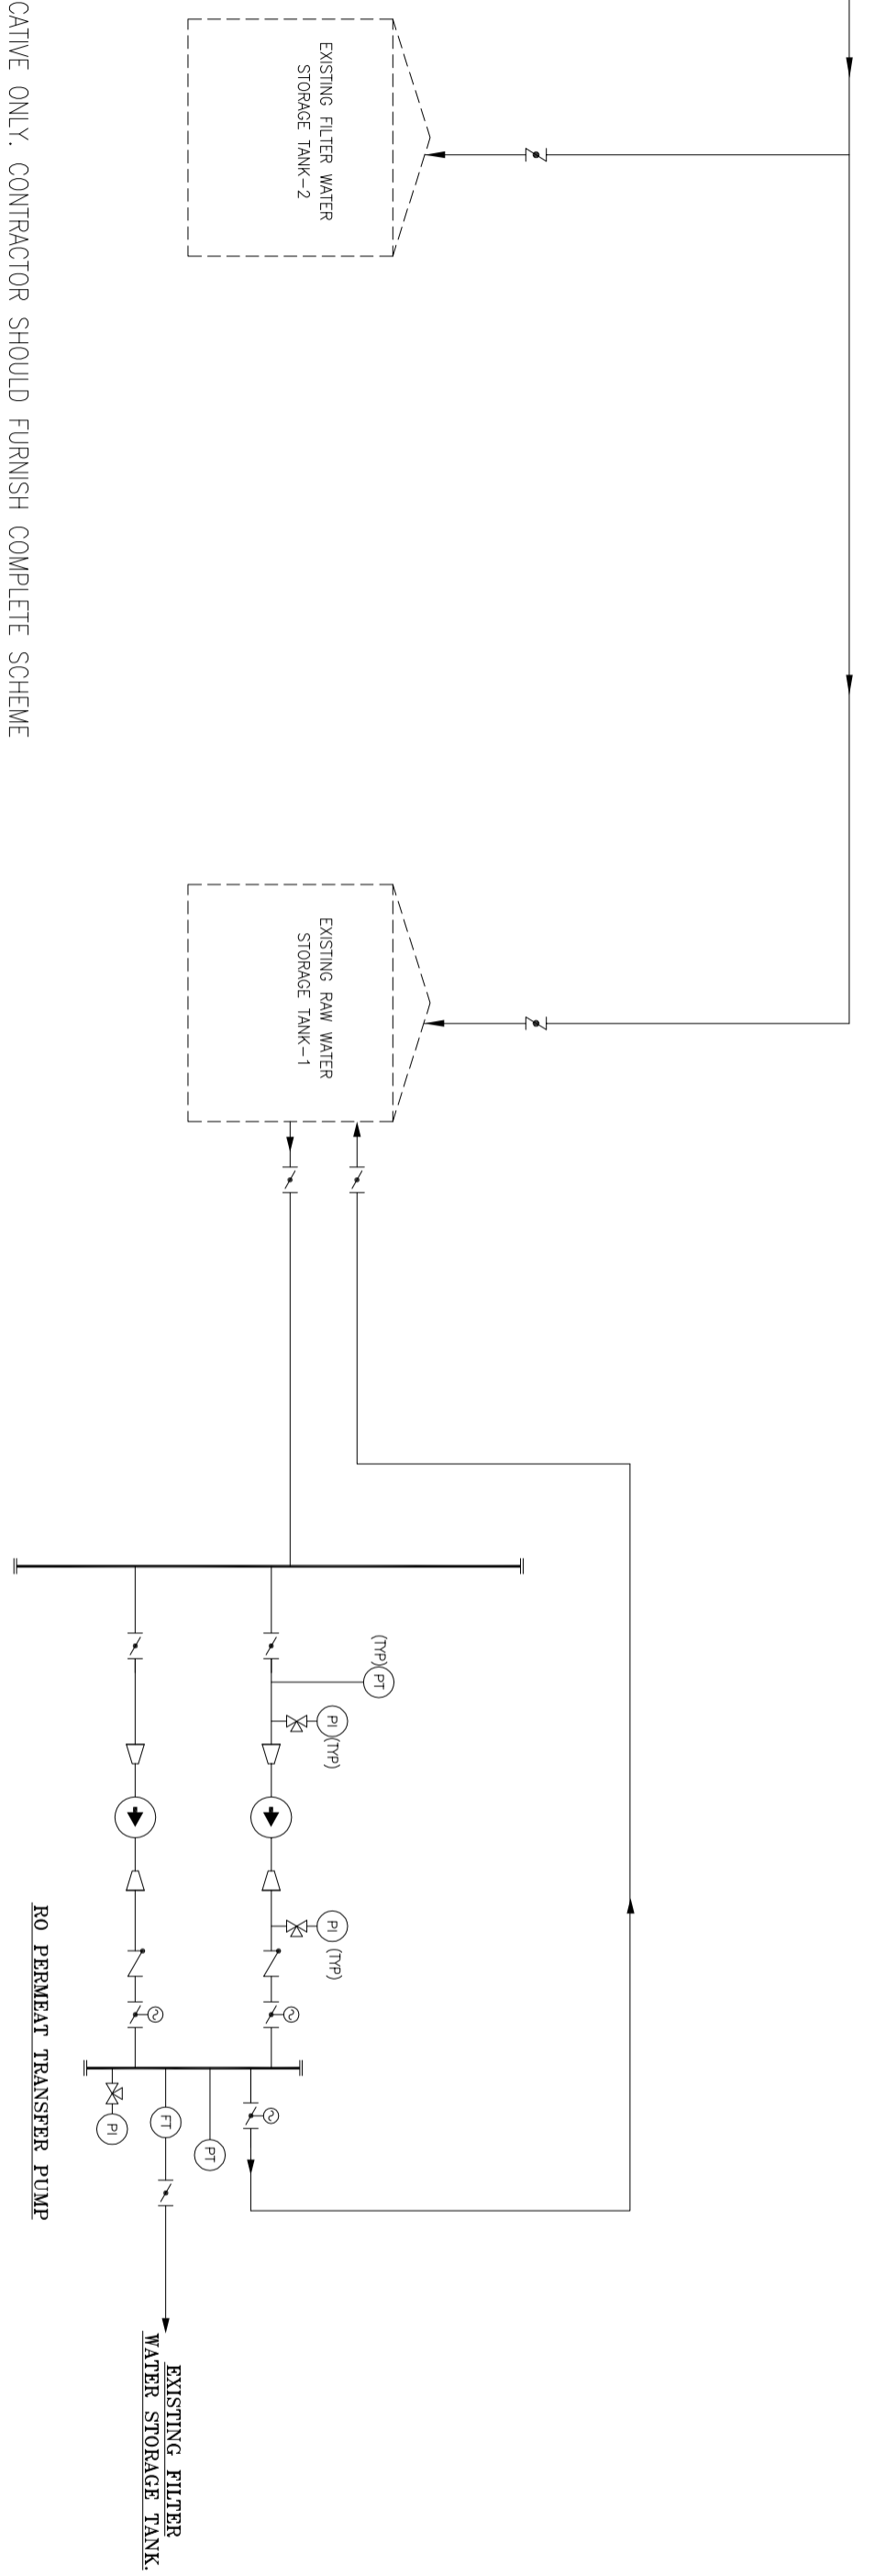 EXISTING FILTER WATER
STORAGE TANK-2
EXISTING RAW WATER
STORAGE TANK-1
(TYP)
PT
PI
(TYP)
PI
(TYP)
PT
FT
PI
RO PERMEAT TRANSFER PUMP
EXISTING FILTER
WATER STORAGE TANK.
CATIVE ONLY. CONTRACTOR SHOULD FURNISH COMPLETE SCHEME